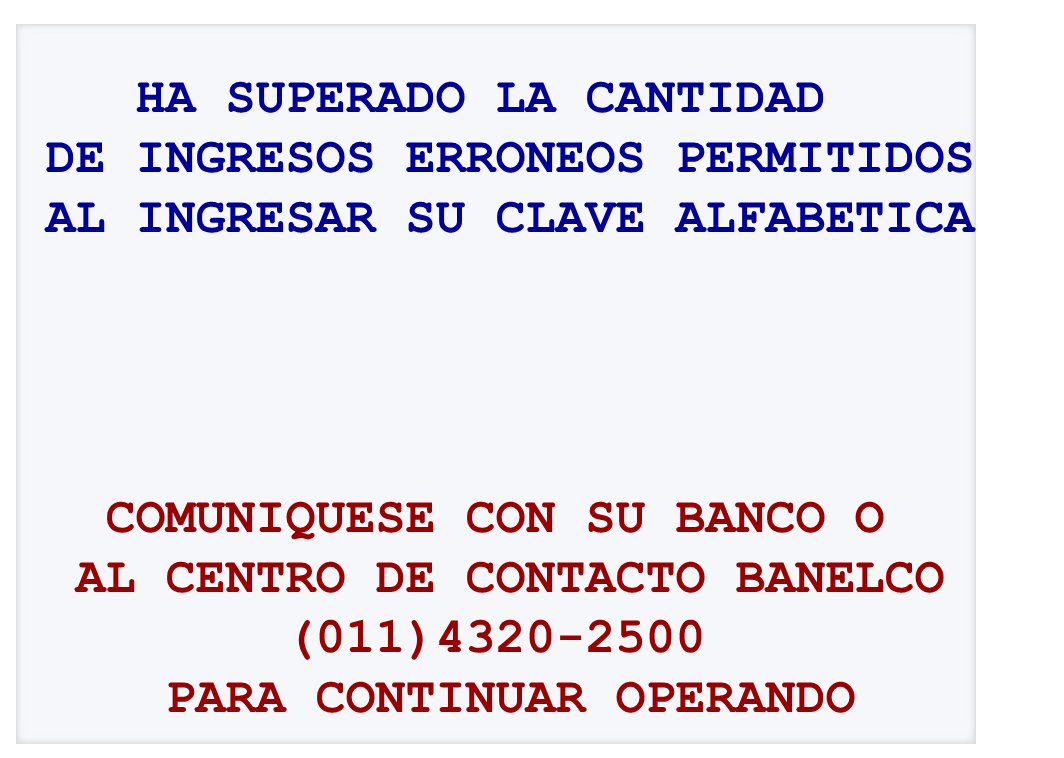 HA SUPERADO LA CANTIDAD
DE INGRESOS ERRONEOS PERMITIDOS
AL INGRESAR SU CLAVE ALFABETICA
COMUNIQUESE CON SU BANCO O
AL CENTRO DE CONTACTO BANELCO
(011)4320-2500
PARA CONTINUAR OPERANDO